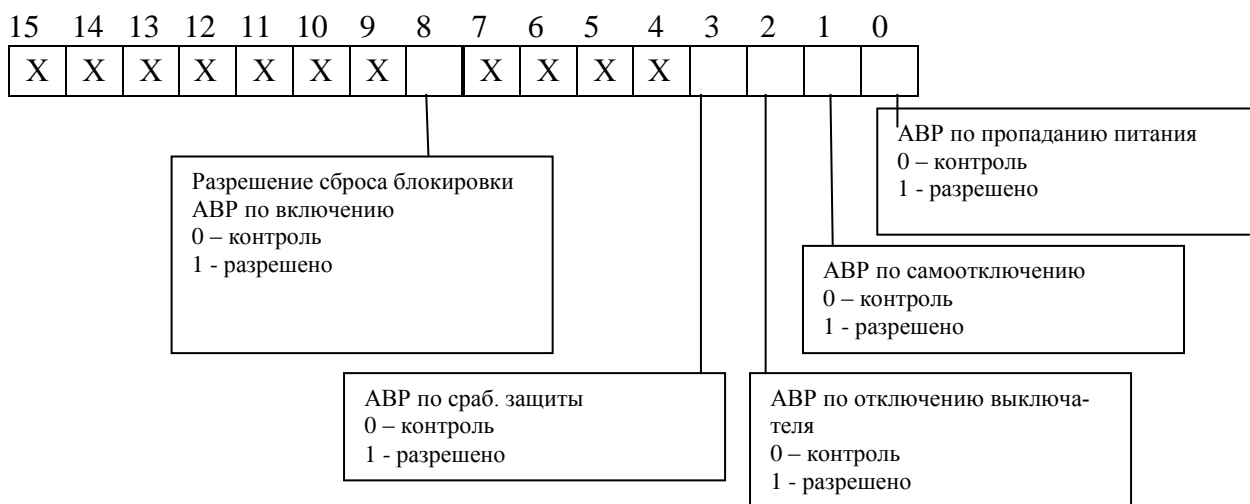 15 14 13 12 11 10 9 8 7 6 5 4 3 2 1 0
X X X X X X X X X X X
АВР по пропаданию питания
0 – контроль
1 - разрешено
Разрешение сброса блокировки
АВР по включению
0 – контроль
1 - разрешено
АВР по самоотключению
0 – контроль
1 - разрешено
АВР по сраб. защиты
0 – контроль
1 - разрешено
АВР по отключению выключа-
теля
0 – контроль
1 - разрешено